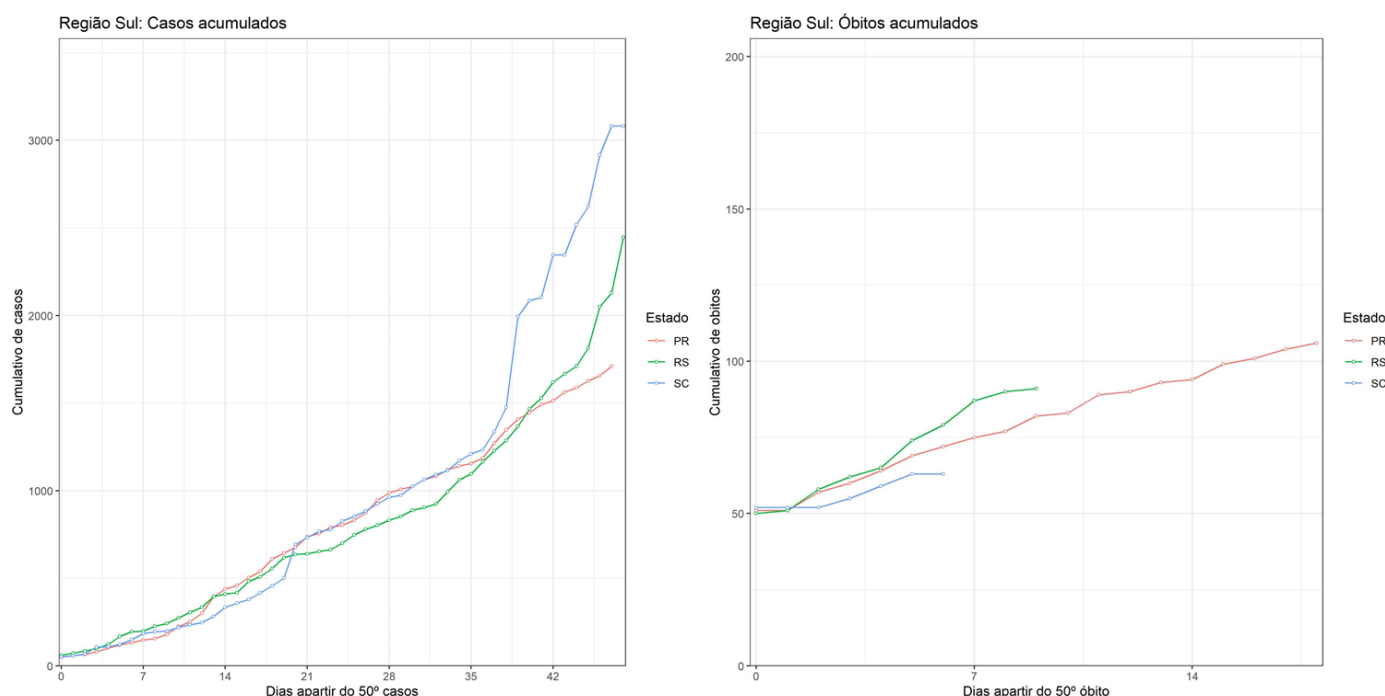 Região Sul: Casos acumulados
3000
2000
1000
0
Cumulativo de casos
0 7 14 21 28 35 42
Dias apartir do 50º casos
Estado
PR
RS
SC
Região Sul: Óbitos acumulados
200
150
100
50
0
Cumulativo de obitos
0 7 14
Dias apartir do 50º óbito
Estado
PR
RS
SC